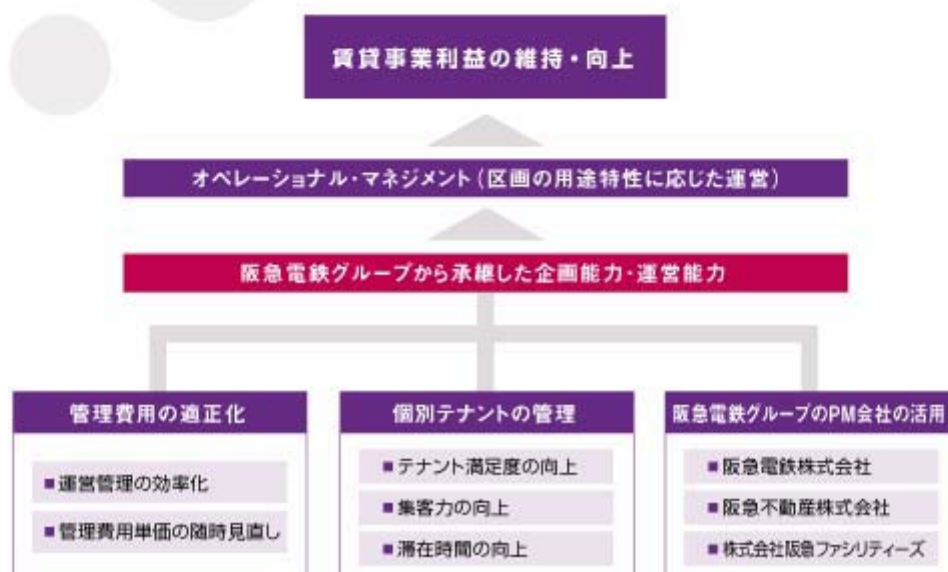 賃貸事業利益の維持・向上
オペレーショナル・マネジメント（区画の用途特性に応じた運営）
阪急電鉄グループから承継した企画能力・運営能力
管理費用の適正化
■運営管理の効率化
■管理費用単価の随時見直し
個別テナントの管理
■テナント満足度の向上
■集客力の向上
■滞在時間の向上
阪急電鉄グループのPM会社の活用
■阪急電鉄株式会社
■阪急不動産株式会社
■株式会社阪急ファシリティーズ